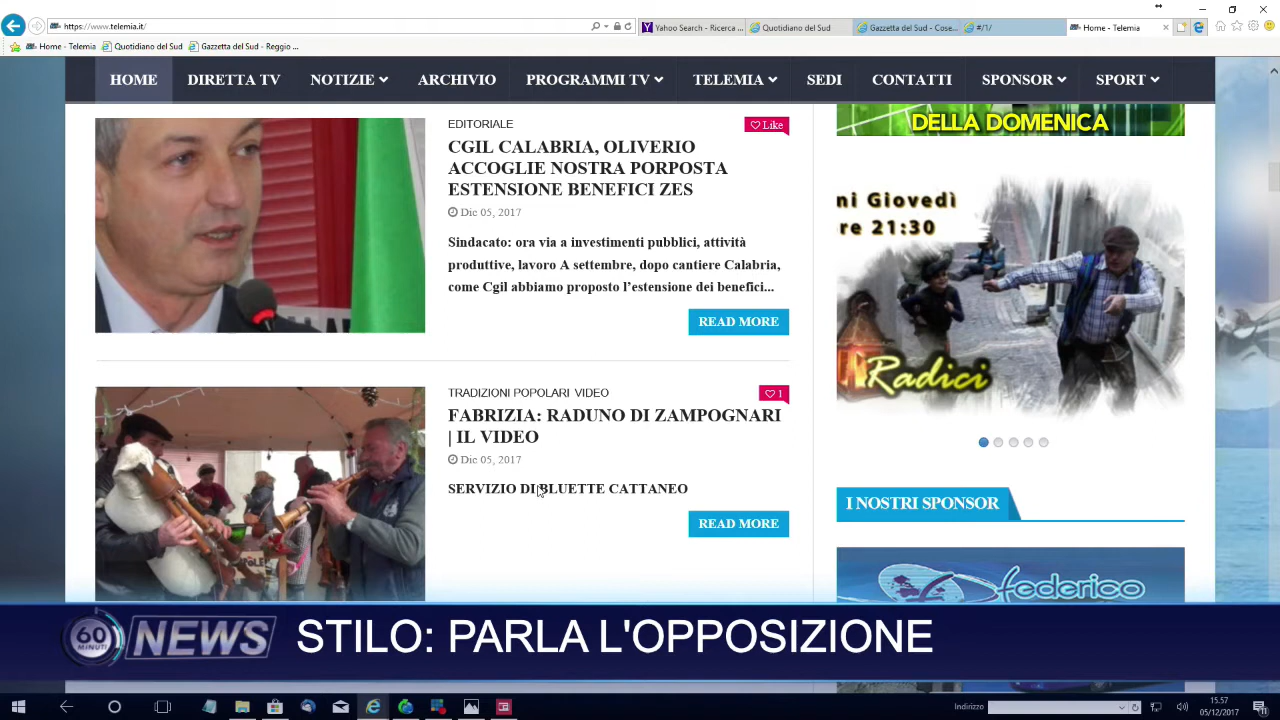 https://www.telemia.it/
Yahoo Search - Ricerca ...
Quotidiano del Sud
Gazzetta del Sud - Cose...
#/1/
Home - Telemia
Home - Telemia
Quotidiano del Sud
Gazzetta del Sud - Reggio ...
HOME
DIRETTA TV
NOTIZIE
ARCHIVIO
PROGRAMMI TV
TELEMIA
SEDI
CONTATTI
SPONSOR
SPORT
EDITORIALE
Like
CGIL CALABRIA, OLIVERIO
ACCOGLIE NOSTRA PORPOSTA
ESTENSIONE BENEFICI ZES
Dic 05, 2017
Sindacato: ora via a investimenti pubblici, attività
produttive, lavoro A settembre, dopo cantiere Calabria,
come Cgil abbiamo proposto l'estensione dei benefici...
READ MORE
TRADIZIONI POPOLARI VIDEO
1
FABRIZIA: RADUNO DI ZAMPOGNARI
| IL VIDEO
Dic 05, 2017
SERVIZIO DI BLUETTE CATTANEO
READ MORE
DELLA DOMENICA
ni Giovedì
re 21:30
Radici
I NOSTRI SPONSOR
federico
60
MINUTI
NEWS
STILO: PARLA L'OPPOSIZIONE
Indirizzo
15.57
05/12/2017